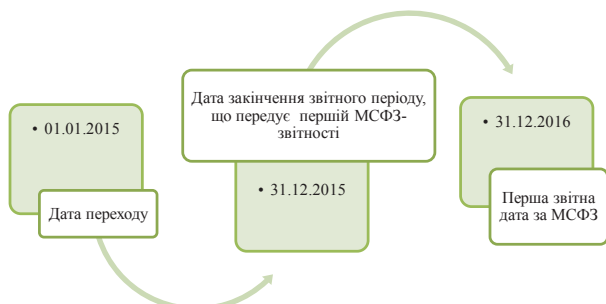 • 01.01.2015
Дата переходу
Дата закінчення звітного періоду,
що передує першій МСФЗ-
звітності
• 31.12.2015
• 31.12.2016
Перша звітна
дата за МСФЗ